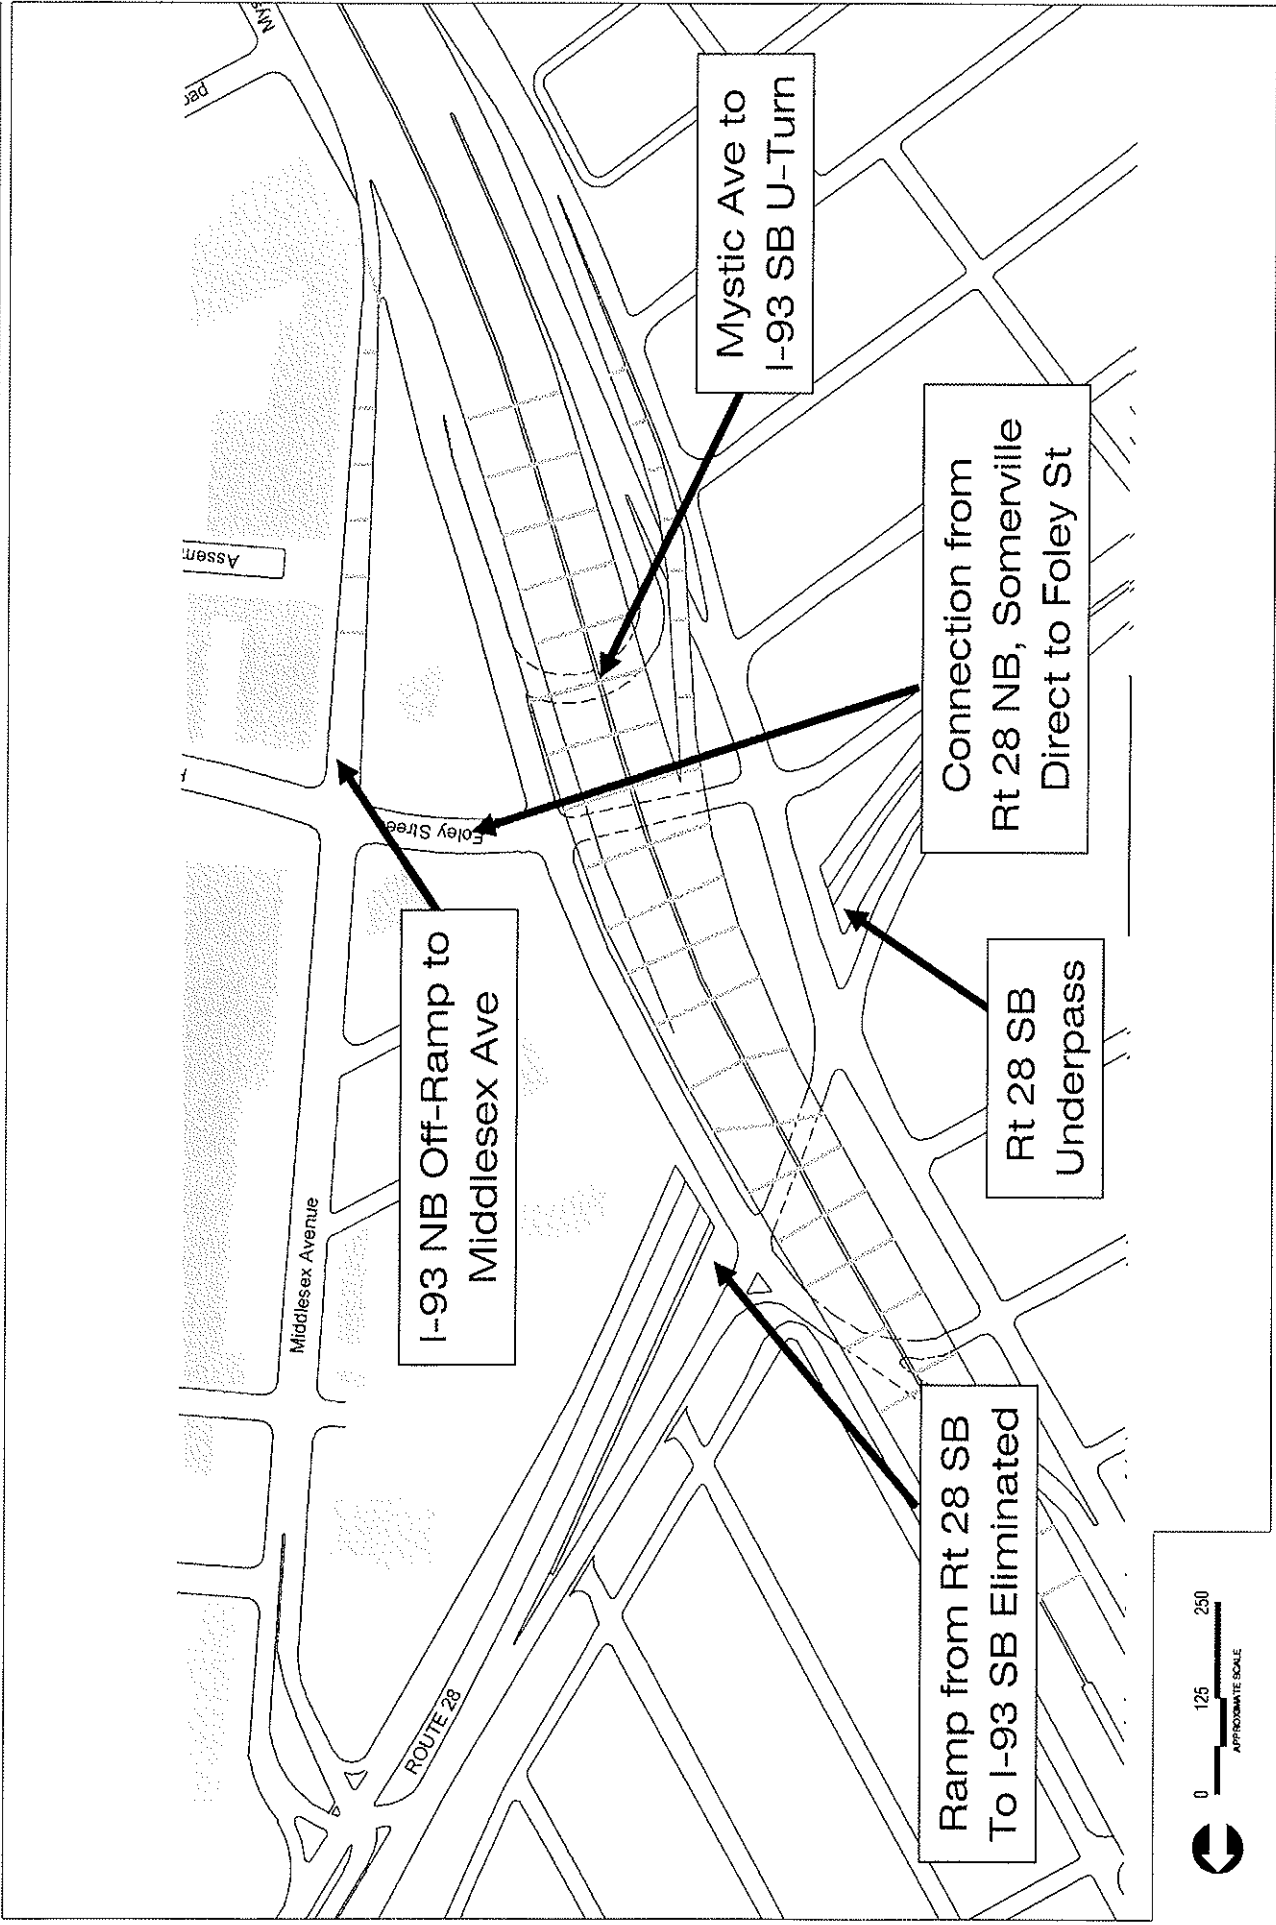 Middlesex Avenue
ROUTE 28
I-93 NB Off-Ramp to
Middlesex Ave
Foley Street
Mystic Ave to
I-93 SB U-Turn
Connection from
Rt 28 NB, Somerville
Direct to Foley St
Rt 28 SB
Underpass
Ramp from Rt 28 SB
To I-93 SB Eliminated
0 125 250
APPROXIMATE SCALE